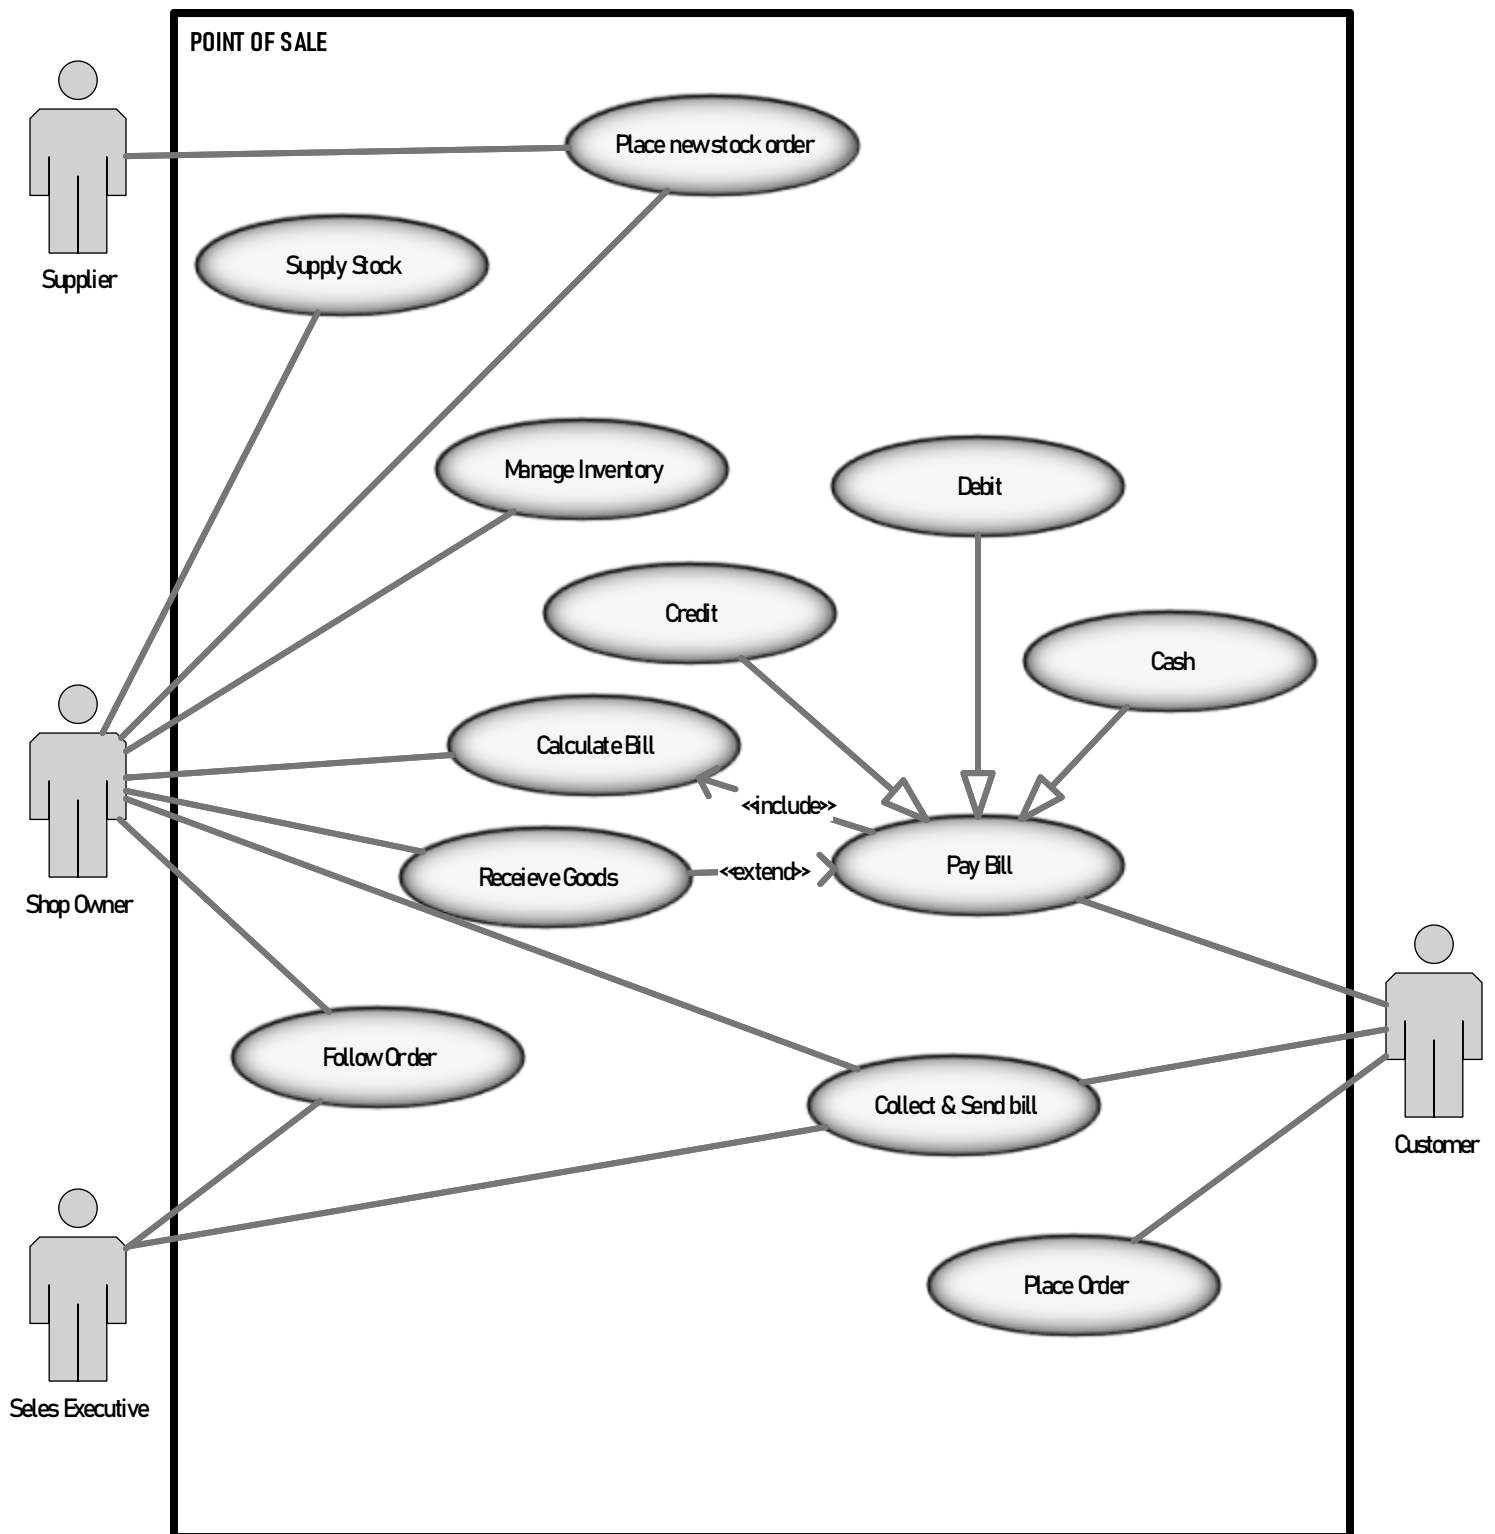 POINT OF SALE
Place new stock order
Supply Stock
Supplier
Manage Inventory
Debit
Credit
Cash
Calculate Bill
<<include>>
Pay Bill
<<extend>>
Receieve Goods
Shop Owner
Follow Order
Collect & Send bill
Customer
Place Order
Seles Executive